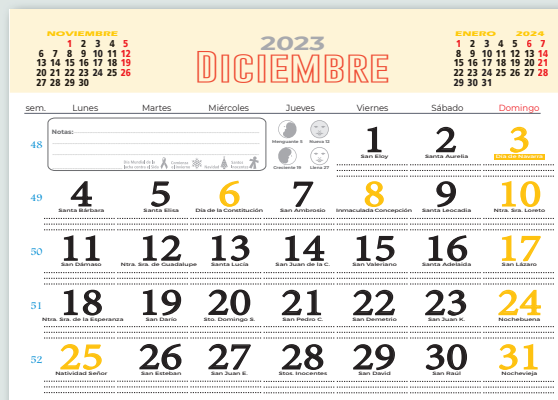 NOVIEMBRE
1 2 3 4 5
6 7 8 9 10 11 12
13 14 15 16 17 18 19
20 21 22 23 24 25 26
27 28 29 30
2023
DICIEMBRE
ENERO 2024
1 2 3 4 5 6 7
8 9 10 11 12 13 14
15 16 17 18 19 20 21
22 23 24 25 26 27 28
29 30 31
sem. Lunes Martes Miércoles Jueves Viernes Sábado Domingo
48
Notas:
Menguante 5 Nueva 12
Creciente 19 Llena 27
1 2 3
San Eloy Santa Aurelia Día de Navarra
49 4 5 6 7 8 9 10
Santa Bárbara Santa Elisa Día de la Constitución San Ambrosio Inmaculada Concepción Santa Leocadia Ntra. Sra. Loreto
50 11 12 13 14 15 16 17
San Dámaso Ntra. Sra. de Guadalupe Santa Lucía San Juan de la C. San Valeriano Santa Adelaida San Lázaro
51 18 19 20 21 22 23 24
Ntra. Sra. de la Esperanza San Darío Sto. Domingo S. San Pedro C. San Demetrio San Juan K. Nochebuena
52 25 26 27 28 29 30 31
Natividad Señor San Esteban San Juan E. Stos. Inocentes San David San Raúl Nochevieja